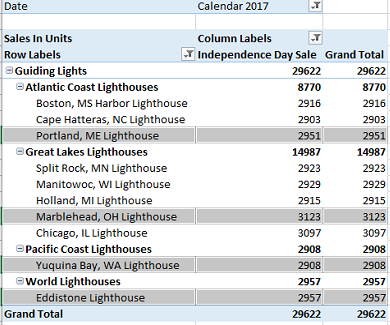 Date Calendar 2017
Sales In Units Column Labels
Row Labels Independence Day Sale Grand Total
Guiding Lights 29622 29622
Atlantic Coast Lighthouses 8770 8770
Boston, MS Harbor Lighthouse 2916 2916
Cape Hatteras, NC Lighthouse 2903 2903
Portland, ME Lighthouse 2951 2951
Great Lakes Lighthouses 14987 14987
Split Rock, MN Lighthouse 2923 2923
Manitowoc, WI Lighthouse 2929 2929
Holland, MI Lighthouse 2915 2915
Marblehead, OH Lighthouse 3123 3123
Chicago, IL Lighthouse 3097 3097
Pacific Coast Lighthouses 2908 2908
Yuquina Bay, WA Lighthouse 2908 2908
World Lighthouses 2957 2957
Eddistone Lighthouse 2957 2957
Grand Total 29622 29622